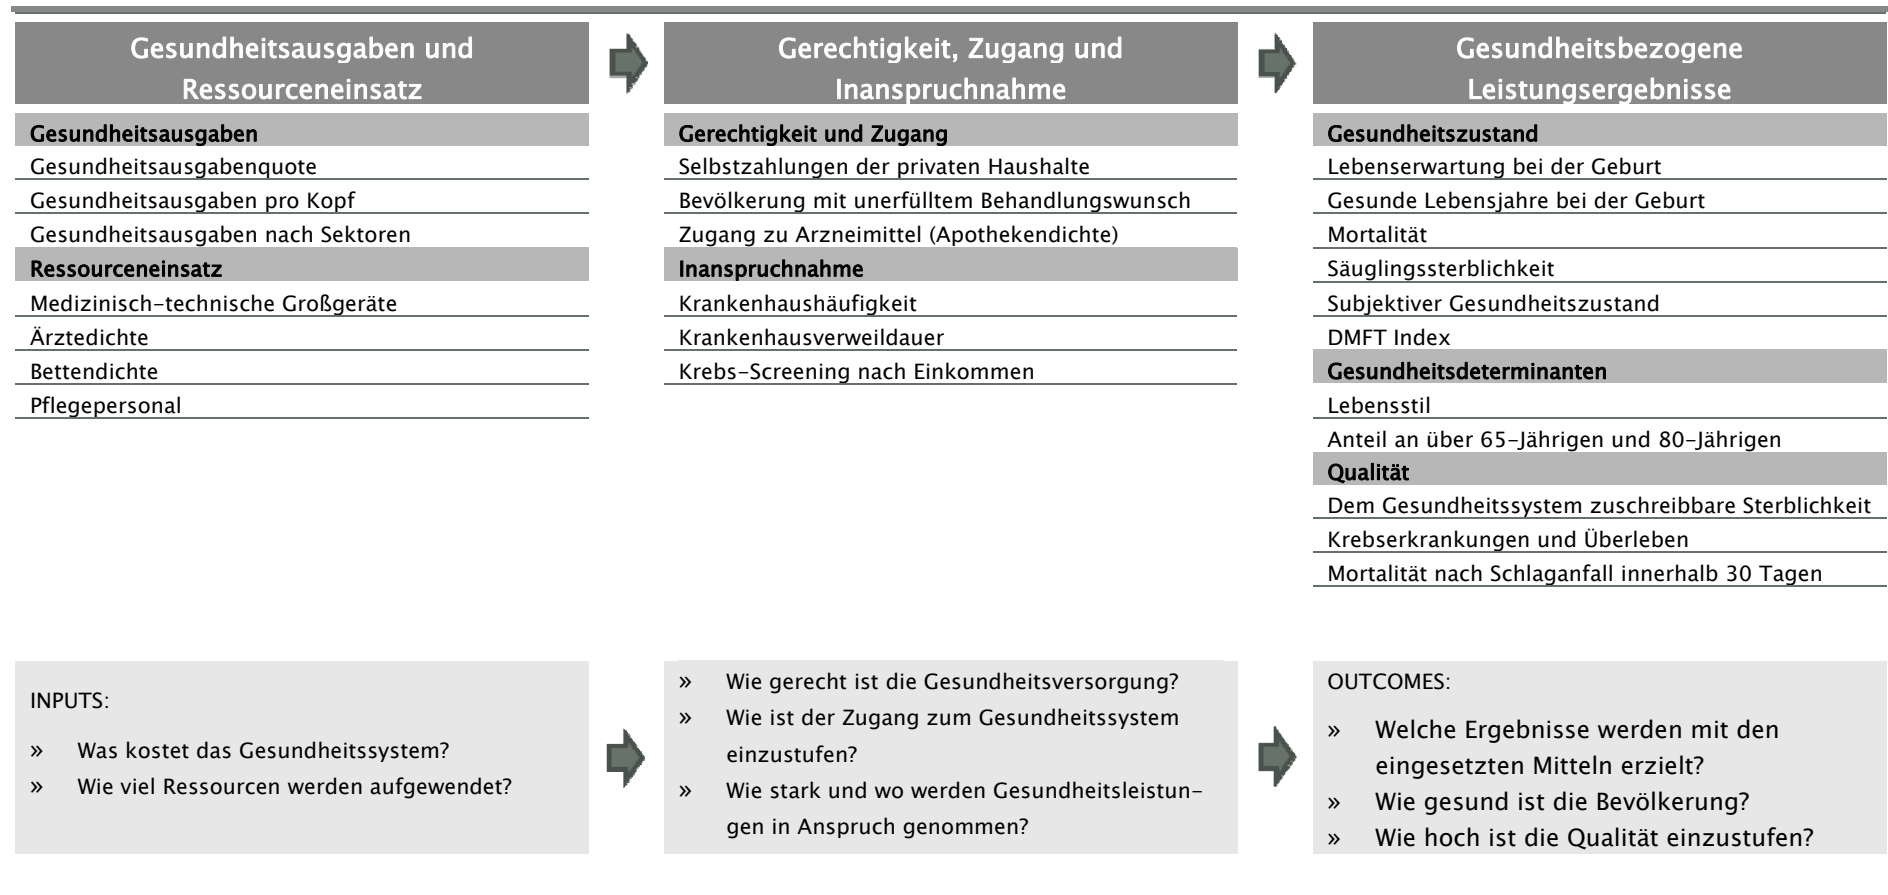 Gesundheitsausgaben und
Ressourceneinsatz
Gesundheitsausgaben
Gesundheitsausgabenquote
Gesundheitsausgaben pro Kopf
Gesundheitsausgaben nach Sektoren
Ressourceneinsatz
Medizinisch-technische Großgeräte
Ärztedichte
Bettendichte
Pflegepersonal
Gerechtigkeit, Zugang und
Inanspruchnahme
Gerechtigkeit und Zugang
Selbstzahlungen der privaten Haushalte
Bevölkerung mit unerfülltem Behandlungswunsch
Zugang zu Arzneimittel (Apothekendichte)
Inanspruchnahme
Krankenhaushäufigkeit
Krankenhausverweildauer
Krebs-Screening nach Einkommen
Gesundheitsbezogene
Leistungsergebnisse
Gesundheitszustand
Lebenserwartung bei der Geburt
Gesunde Lebensjahre bei der Geburt
Mortalität
Säuglingssterblichkeit
Subjektiver Gesundheitszustand
DMFT Index
Gesundheitsdeterminanten
Lebensstil
Anteil an über 65-Jährigen und 80-Jährigen
Qualität
Dem Gesundheitssystem zuschreibbare Sterblichkeit
Krebserkrankungen und Überleben
Mortalität nach Schlaganfall innerhalb 30 Tagen
INPUTS:
» Was kostet das Gesundheitssystem?
» Wie viel Ressourcen werden aufgewendet?
» Wie gerecht ist die Gesundheitsversorgung?
» Wie ist der Zugang zum Gesundheitssystem
einzustufen?
» Wie stark und wo werden Gesundheitsleistun-
gen in Anspruch genommen?
OUTCOMES:
» Welche Ergebnisse werden mit den
eingesetzten Mitteln erzielt?
» Wie gesund ist die Bevölkerung?
» Wie hoch ist die Qualität einzustufen?